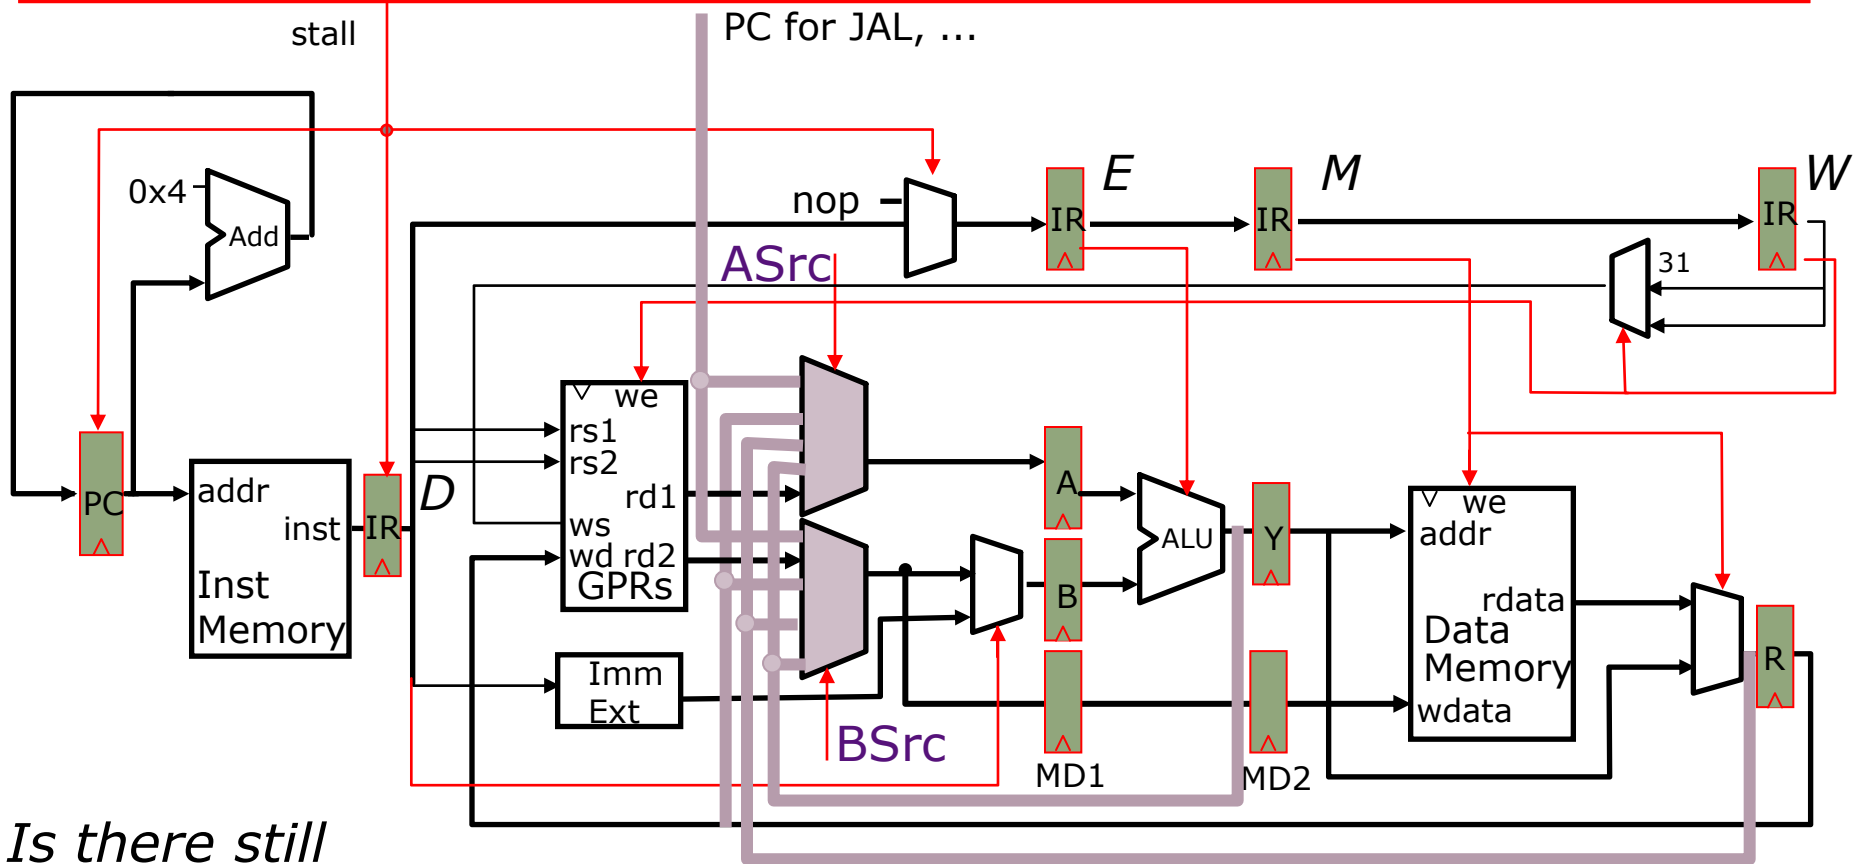 stall
PC for JAL, ...
E
M
W
0x4
nop
Add
IR
IR
IR
ASrc
31
we
rs1
rs2
rd1
ws
wd rd2
GPRs
PC
addr
inst
Inst
Memory
IR
D
A
B
ALU
Y
we
addr
rdata
Data
Memory
wdata
R
Imm
Ext
BSrc
MD1
MD2
Is there still